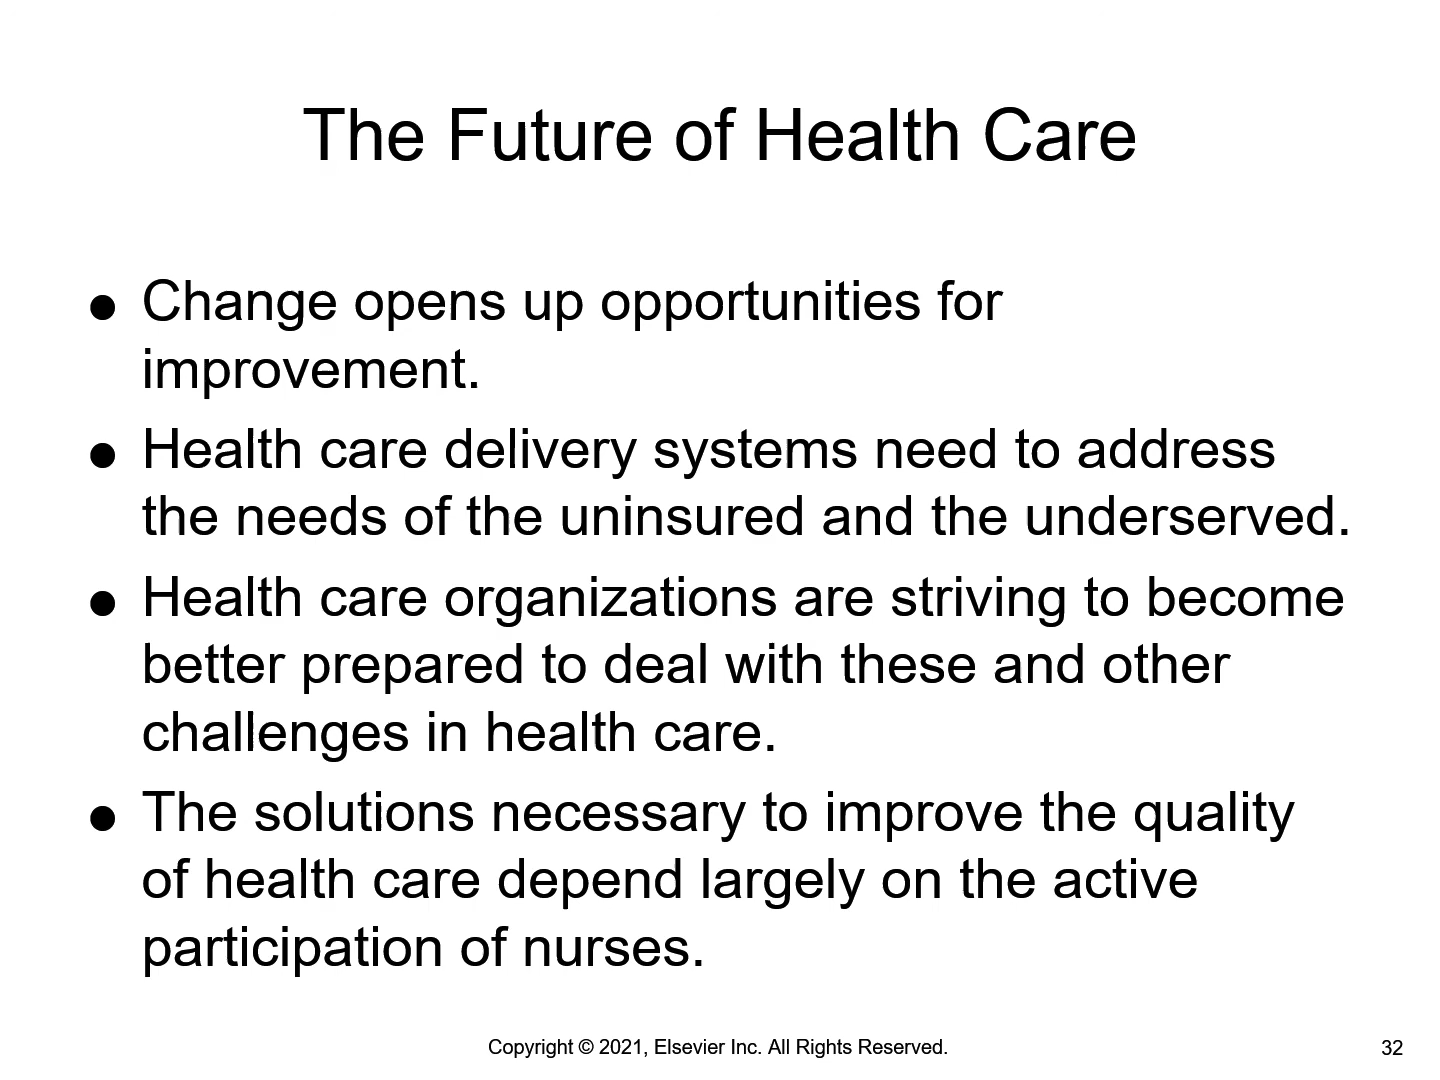 The Future of Health Care
● Change opens up opportunities for
improvement.
● Health care delivery systems need to address
the needs of the uninsured and the underserved.
● Health care organizations are striving to become
better prepared to deal with these and other
challenges in health care.
● The solutions necessary to improve the quality
of health care depend largely on the active
participation of nurses.
Copyright © 2021, Elsevier Inc. All Rights Reserved.
32